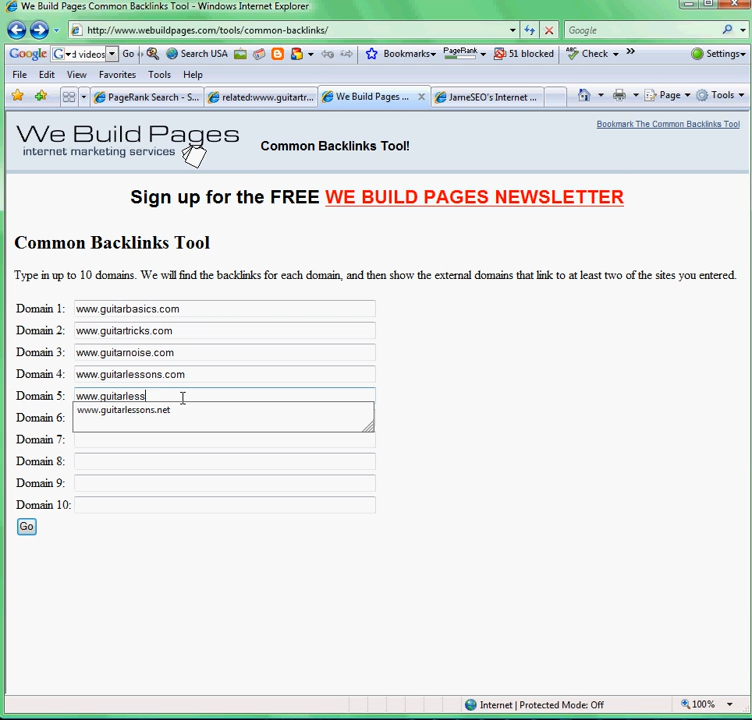 We Build Pages Common Backlinks Tool - Windows Internet Explorer
http://www.webuildpages.com/tools/common-backlinks/
Google
Google G d videos Go Search USA Bookmarks PageRank 51 blocked Check » Settings
File Edit View Favorites Tools Help
PageRank Search - S... related:www.guitartr... We Build Pages ... x JameSEO's Internet ... Page Tools
We Build Pages
internet marketing services
Common Backlinks Tool!
Bookmark The Common Backlinks Tool
Sign up for the FREE WE BUILD PAGES NEWSLETTER
Common Backlinks Tool
Type in up to 10 domains. We will find the backlinks for each domain, and then show the external domains that link to at least two of the sites you entered.
Domain 1: www.guitarbasics.com
Domain 2: www.guitartricks.com
Domain 3: www.guitarnoise.com
Domain 4: www.guitarlessons.com
Domain 5: www.guitarless
www.guitarlessons.net
Domain 6:
Domain 7:
Domain 8:
Domain 9:
Domain 10:
Go
Internet | Protected Mode: Off 100%